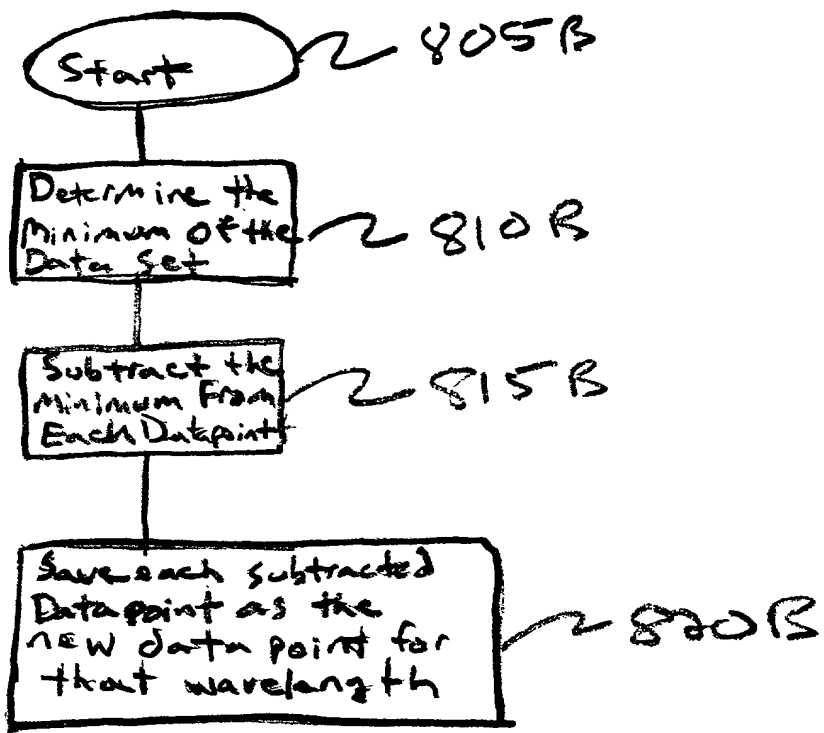 Start
805B
Determine the
Minimum of the
Data Set
810B
Subtract the
Minimum From
Each Datapoint
815B
Save each subtracted
Datapoint as the
new data point for
that wavelength
820B